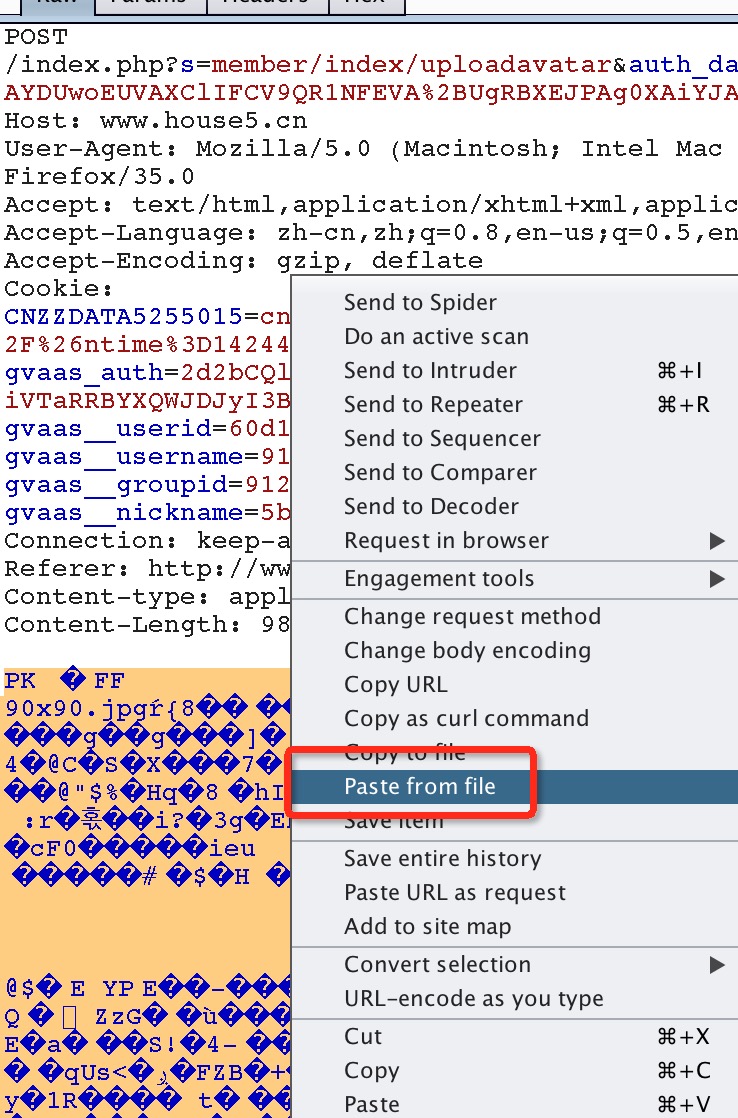 Raw Params Headers Hex
POST
/index.php?s=member/index/uploadavatar&auth_da
AYDUwoEUVAXClIFCV9QR1NFEVA%2BUgRBXEJPAg0XAiYJA
Host: www.house5.cn
User-Agent: Mozilla/5.0 (Macintosh; Intel Mac
Firefox/35.0
Accept: text/html,application/xhtml+xml,applic
Accept-Language: zh-cn,zh;q=0.8,en-us;q=0.5,en
Accept-Encoding: gzip, deflate
Cookie:
CNZZDATA5255015=cn
2F%26ntime%3D14244
gvaas_auth=2d2bCQl
iVTaRRBYXQWJDJyI3B
gvaas__userid=60d1
gvaas__username=91
gvaas__groupid=912
gvaas__nickname=5b
Connection: keep-a
Referer: http://ww
Content-type: appl
Content-Length: 98
PK �FF
90x90.jpgŕ{8��
���g��g���]�
4�@C�S�X���7�
��@"$%�Hq�8 �hI
:r�흓��i?�3g�E
�cF0�����ieu
�����# �$�H �
@$� E YP E��–���
Q � ZzG� �ù���
E�a� ��S!�4– ��
� �qUs<� �FZB�+
y�1R��� t� ��
Send to Spider
Do an active scan
Send to Intruder ⌘+I
Send to Repeater ⌘+R
Send to Sequencer
Send to Comparer
Send to Decoder
Request in browser
Engagement tools
Change request method
Change body encoding
Copy URL
Copy as curl command
Copy to file
Paste from file
Save item
Save entire history
Paste URL as request
Add to site map
Convert selection
URL-encode as you type
Cut ⌘+X
Copy ⌘+C
Paste ⌘+V